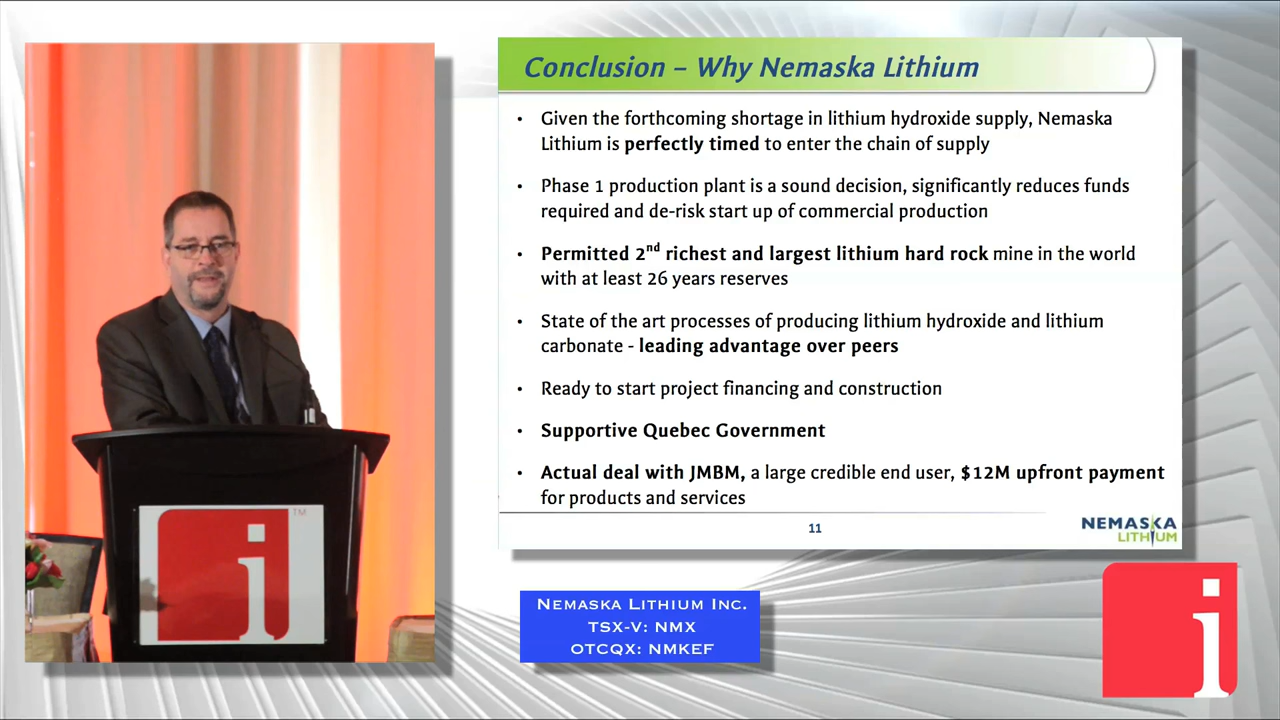 Conclusion – Why Nemaska Lithium
• Given the forthcoming shortage in lithium hydroxide supply, Nemaska
Lithium is perfectly timed to enter the chain of supply
• Phase 1 production plant is a sound decision, significantly reduces funds
required and de-risk start up of commercial production
• Permitted 2nd richest and largest lithium hard rock mine in the world
with at least 26 years reserves
• State of the art processes of producing lithium hydroxide and lithium
carbonate - leading advantage over peers
• Ready to start project financing and construction
• Supportive Quebec Government
• Actual deal with JMBM, a large credible end user, $12M upfront payment
for products and services
11
NEMASKA
LITHIUM
i
TM
Nemaska Lithium Inc.
TSX-V: NMX
OTCQX: NMKEF
i